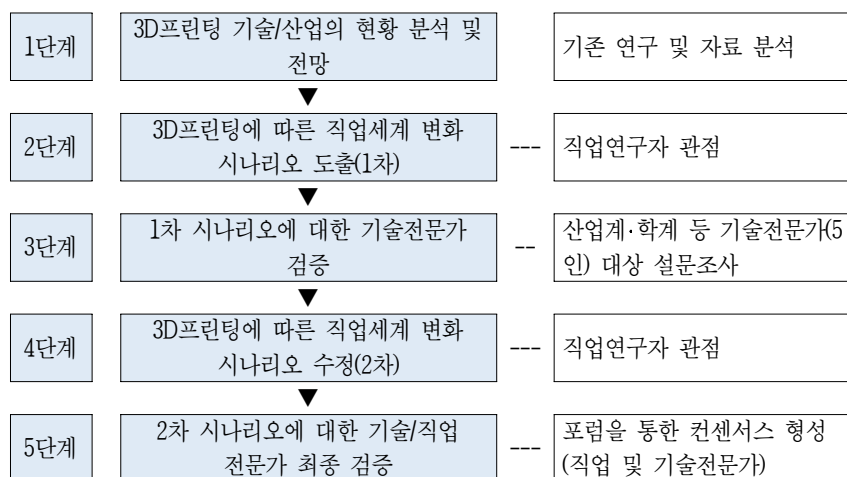 1단계
3D프린팅 기술/산업의 현황 분석 및
전망
기존 연구 및 자료 분석
▼
2단계
3D프린팅에 따른 직업세계 변화
시나리오 도출(1차)
---
직업연구자 관점
▼
3단계
1차 시나리오에 대한 기술전문가
검증
--
산업계·학계 등 기술전문가(5
인) 대상 설문조사
▼
4단계
3D프린팅에 따른 직업세계 변화
시나리오 수정(2차)
---
직업연구자 관점
▼
5단계
2차 시나리오에 대한 기술/직업
전문가 최종 검증
---
포럼을 통한 컨센서스 형성
(직업 및 기술전문가)